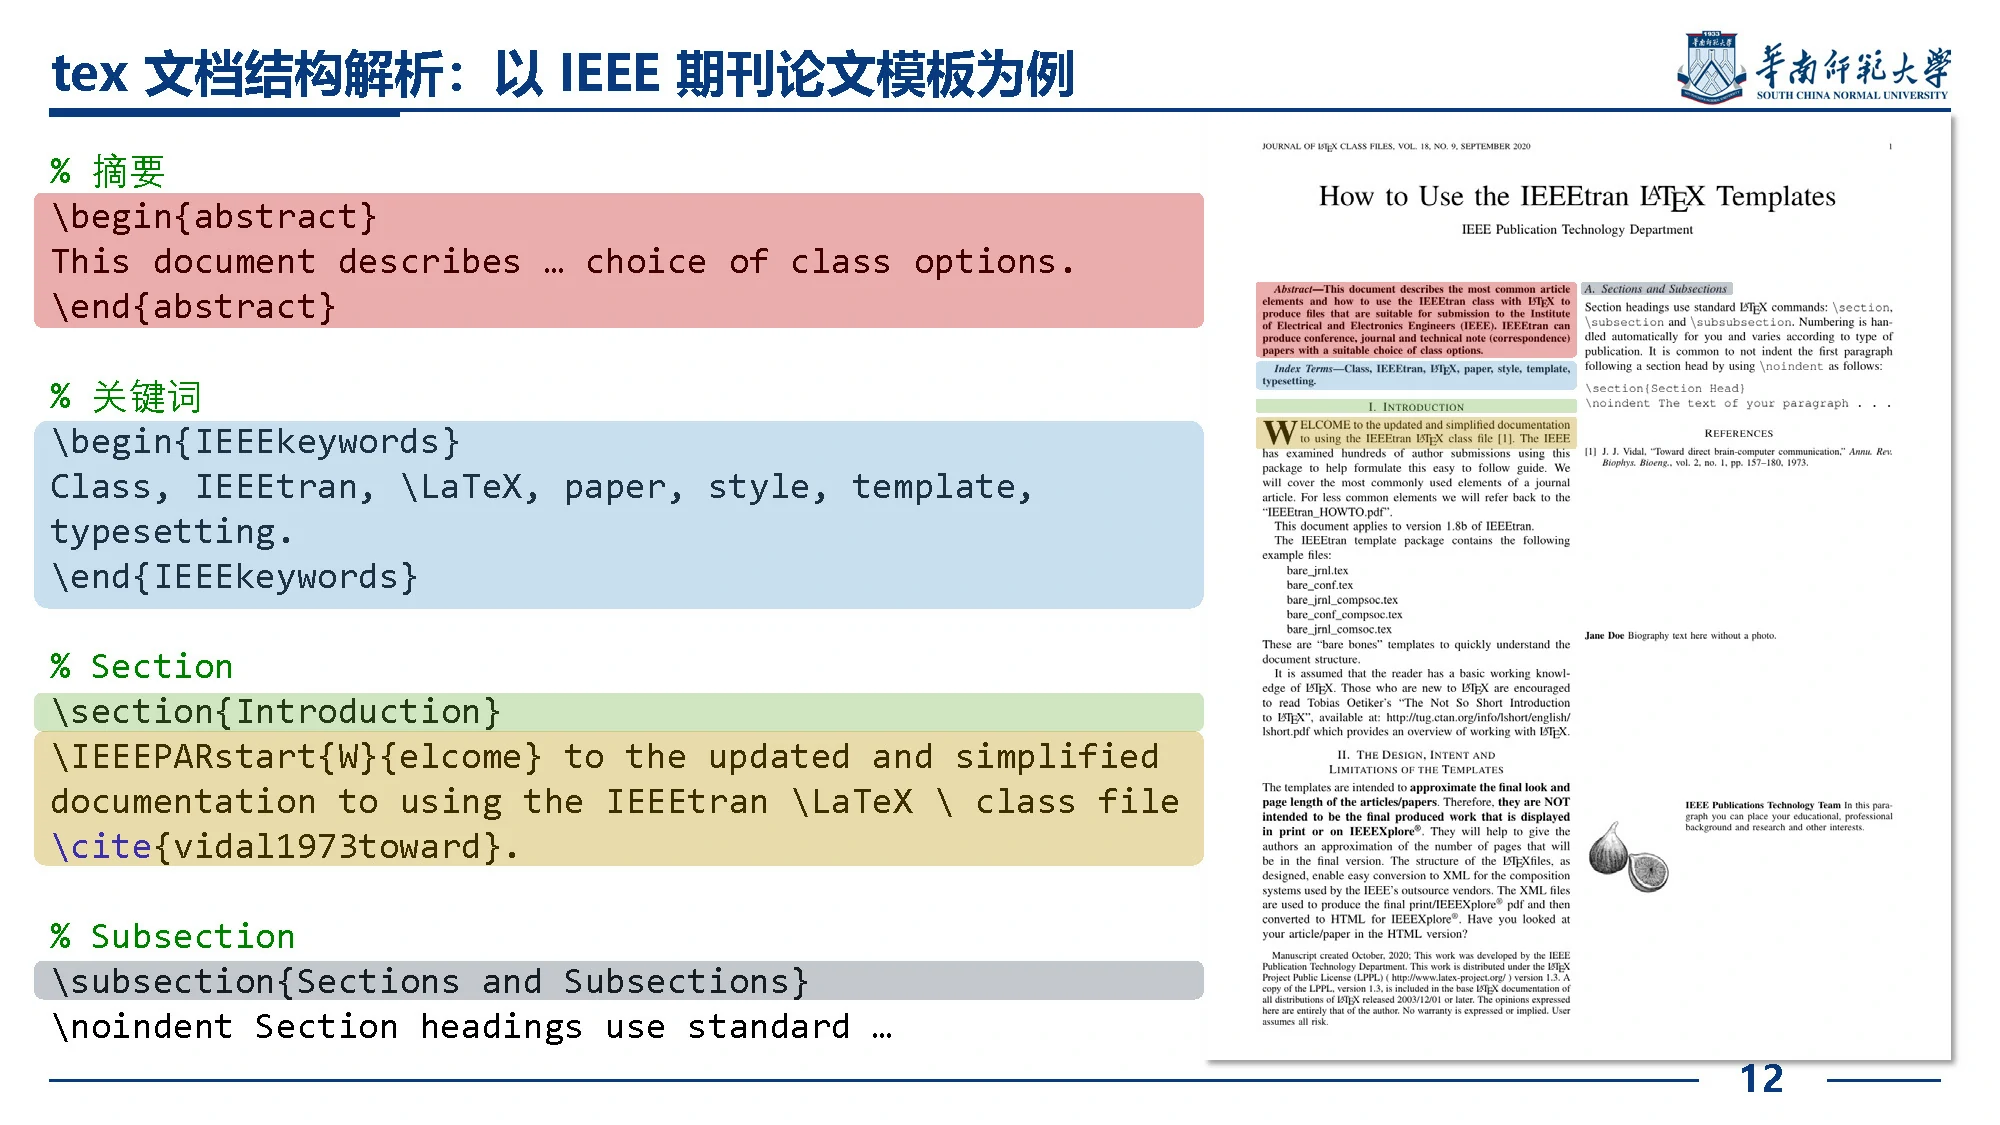 tex 文档结构解析：以 IEEE 期刊论文模板为例
1933
华南师范大学
华南师范大学
SOUTH CHINA NORMAL UNIVERSITY
% 摘要
\begin{abstract}
This document describes … choice of class options.
\end{abstract}
% 关键词
\begin{IEEEkeywords}
Class, IEEEtran, \LaTeX, paper, style, template,
typesetting.
\end{IEEEkeywords}
% Section
\section{Introduction}
\IEEEPARstart{W}{elcome} to the updated and simplified
documentation to using the IEEEtran \LaTeX \ class file
\cite{vidal1973toward}.
% Subsection
\subsection{Sections and Subsections}
\noindent Section headings use standard …
JOURNAL OF LATEX CLASS FILES, VOL. 18, NO. 9, SEPTEMBER 2020
1
How to Use the IEEEtran LATEX Templates
IEEE Publication Technology Department
Abstract—This document describes the most common article
elements and how to use the IEEEtran class with LATEX to
produce files that are suitable for submission to the Institute
of Electrical and Electronics Engineers (IEEE). IEEEtran can
produce conference, journal and technical note (correspondence)
papers with a suitable choice of class options.
Index Terms—Class, IEEEtran, LATEX, paper, style, template,
typesetting.
I. INTRODUCTION
WELCOME to the updated and simplified documentation
to using the IEEEtran LATEX class file [1]. The IEEE
has examined hundreds of author submissions using this
package to help formulate this easy to follow guide. We
will cover the most commonly used elements of a journal
article. For less common elements we will refer back to the
“IEEEtran_HOWTO.pdf”.
This document applies to version 1.8b of IEEEtran.
The IEEEtran template package contains the following
example files:
bare_jrnl.tex
bare_conf.tex
bare_jrnl_compsoc.tex
bare_conf_compsoc.tex
bare_jrnl_comsoc.tex
These are “bare bones” templates to quickly understand the
document structure.
It is assumed that the reader has a basic working knowl-
edge of LATEX. Those who are new to LATEX are encouraged
to read Tobias Oetiker’s “The Not So Short Introduction
to LATEX”, available at: http://tug.ctan.org/info/lshort/english/
lshort.pdf which provides an overview of working with LATEX.
II. THE DESIGN, INTENT AND
LIMITATIONS OF THE TEMPLATES
The templates are intended to approximate the final look and
page length of the articles/papers. Therefore, they are NOT
intended to be the final produced work that is displayed
in print or on IEEEXplore®. They will help to give the
authors an approximation of the number of pages that will
be in the final version. The structure of the LATEXfiles, as
designed, enable easy conversion to XML for the composition
systems used by the IEEE’s outsource vendors. The XML files
are used to produce the final print/IEEEXplore® pdf and then
converted to HTML for IEEEXplore®. Have you looked at
your article/paper in the HTML version?
Manuscript created October, 2020; This work was developed by the IEEE
Publication Technology Department. This work is distributed under the LATEX
Project Public License (LPPL) ( http://www.latex-project.org/ ) version 1.3. A
copy of the LPPL, version 1.3, is included in the base LATEX documentation of
all distributions of LATEX released 2003/12/01 or later. The opinions expressed
here are entirely that of the author. No warranty is expressed or implied. User
assumes all risk.
A. Sections and Subsections
Section headings use standard LATEX commands: \section,
\subsection and \subsubsection. Numbering is han-
dled automatically for you and varies according to type of
publication. It is common to not indent the first paragraph
following a section head by using \noindent as follows:
\section{Section Head}
\noindent The text of your paragraph . . .
REFERENCES
[1] J. J. Vidal, “Toward direct brain-computer communication,” Annu. Rev.
Biophys. Bioeng., vol. 2, no. 1, pp. 157–180, 1973.
Jane Doe Biography text here without a photo.
IEEE Publications Technology Team In this para-
graph you can place your educational, professional
background and research and other interests.
12